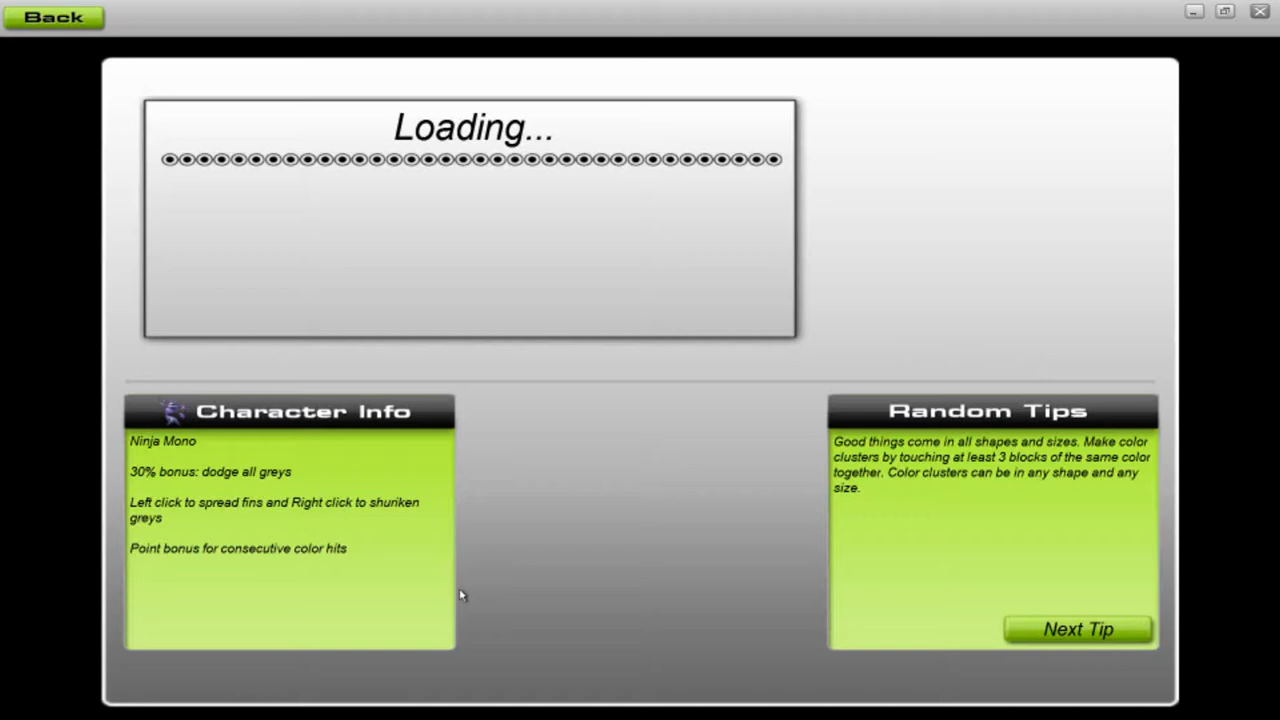 Back
Loading...
Character Info
Ninja Mono
30% bonus: dodge all greys
Left click to spread fins and Right click to shuriken
greys
Point bonus for consecutive color hits
Random Tips
Good things come in all shapes and sizes. Make color
clusters by touching at least 3 blocks of the same color
together. Color clusters can be in any shape and any
size.
Next Tip